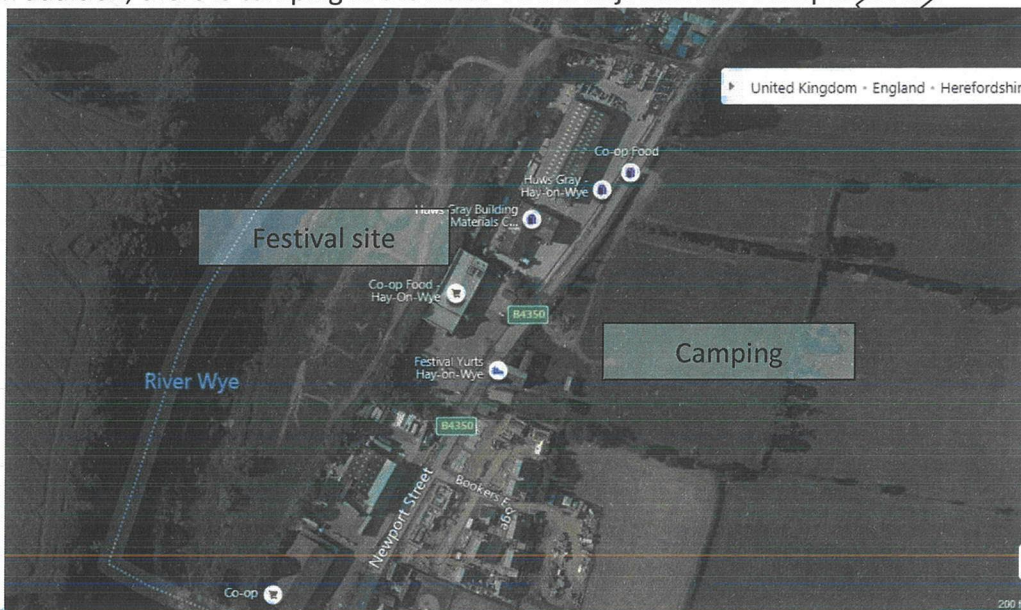 United Kingdom • England • Herefordshir
Co-op Food
Huws Gray -
Hay-on-Wye
Huws Gray Building
Materials C...
Festival site
Co-op Food -
Hay-On-Wye
B4350
Camping
Festival Yurts
Hay-on-Wye
River Wye
B4350
Newport Street
Bookers Edge
Co-op
200